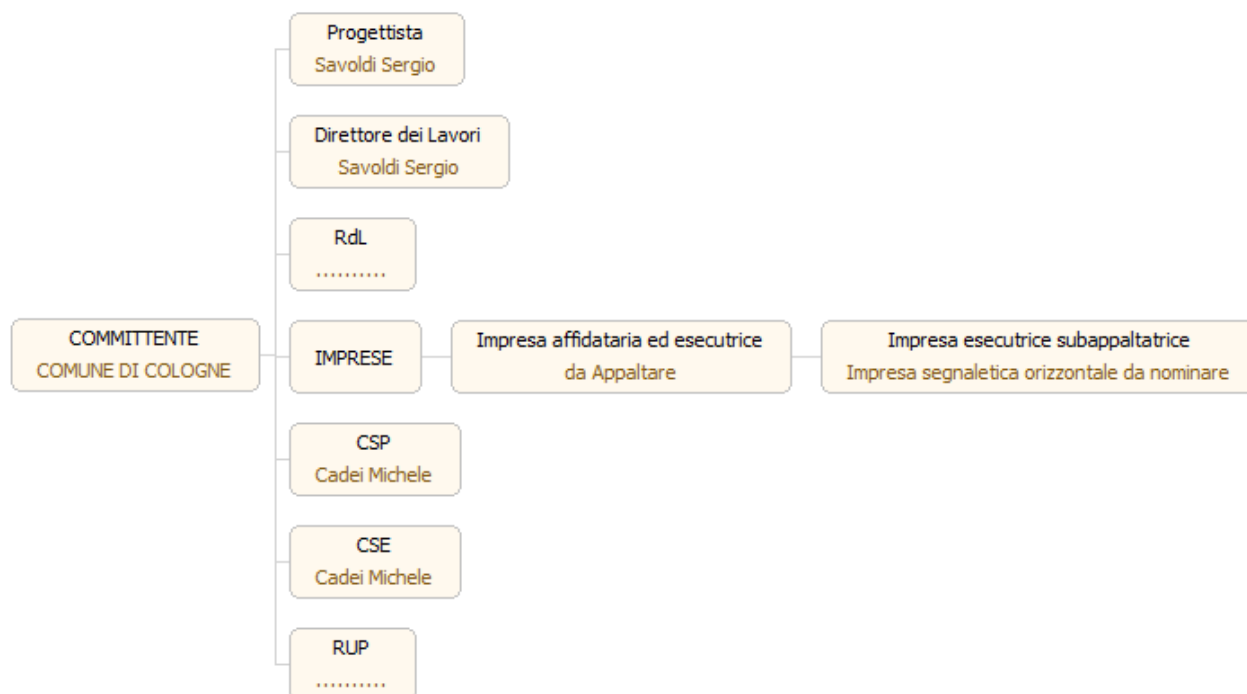 Progettista
Savoldi Sergio
Direttore dei Lavori
Savoldi Sergio
RdL
..........
COMMITTENTE
COMUNE DI COLOGNE
IMPRESE
Impresa affidataria ed esecutrice
da Appaltare
Impresa esecutrice subappaltatrice
Impresa segnaletica orizzontale da nominare
CSP
Cadei Michele
CSE
Cadei Michele
RUP
..........